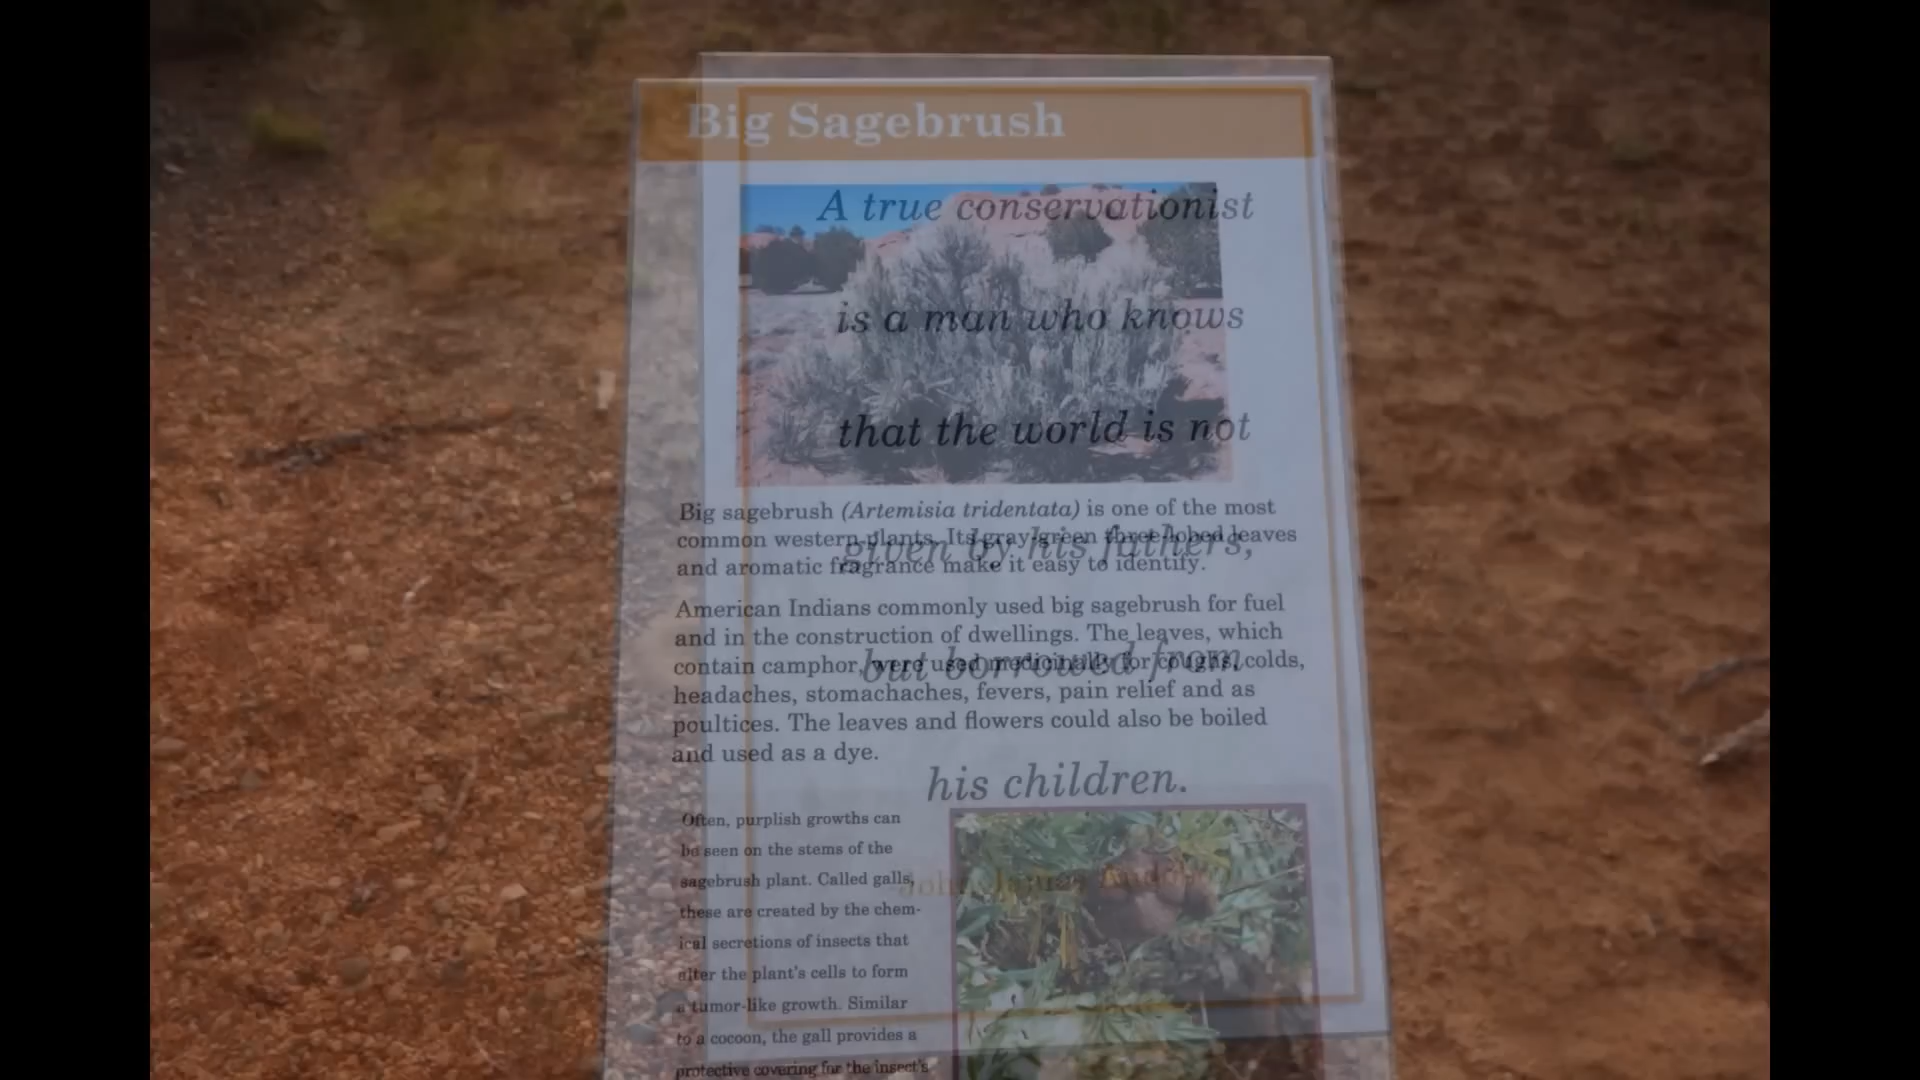 Big Sagebrush
A true conservationist
is a man who knows
that the world is not
given by his fathers,
but borrowed from
his children.
John James Audubon
Big sagebrush (Artemisia tridentata) is one of the most
common western plants. Its gray-green three-lobed leaves
and aromatic fragrance make it easy to identify.
American Indians commonly used big sagebrush for fuel
and in the construction of dwellings. The leaves, which
contain camphor, were used medicinally for coughs, colds,
headaches, stomachaches, fevers, pain relief and as
poultices. The leaves and flowers could also be boiled
and used as a dye.
Often, purplish growths can
be seen on the stems of the
sagebrush plant. Called galls,
these are created by the chem-
ical secretions of insects that
alter the plant's cells to form
a tumor-like growth. Similar
to a cocoon, the gall provides a
protective covering for the insect's